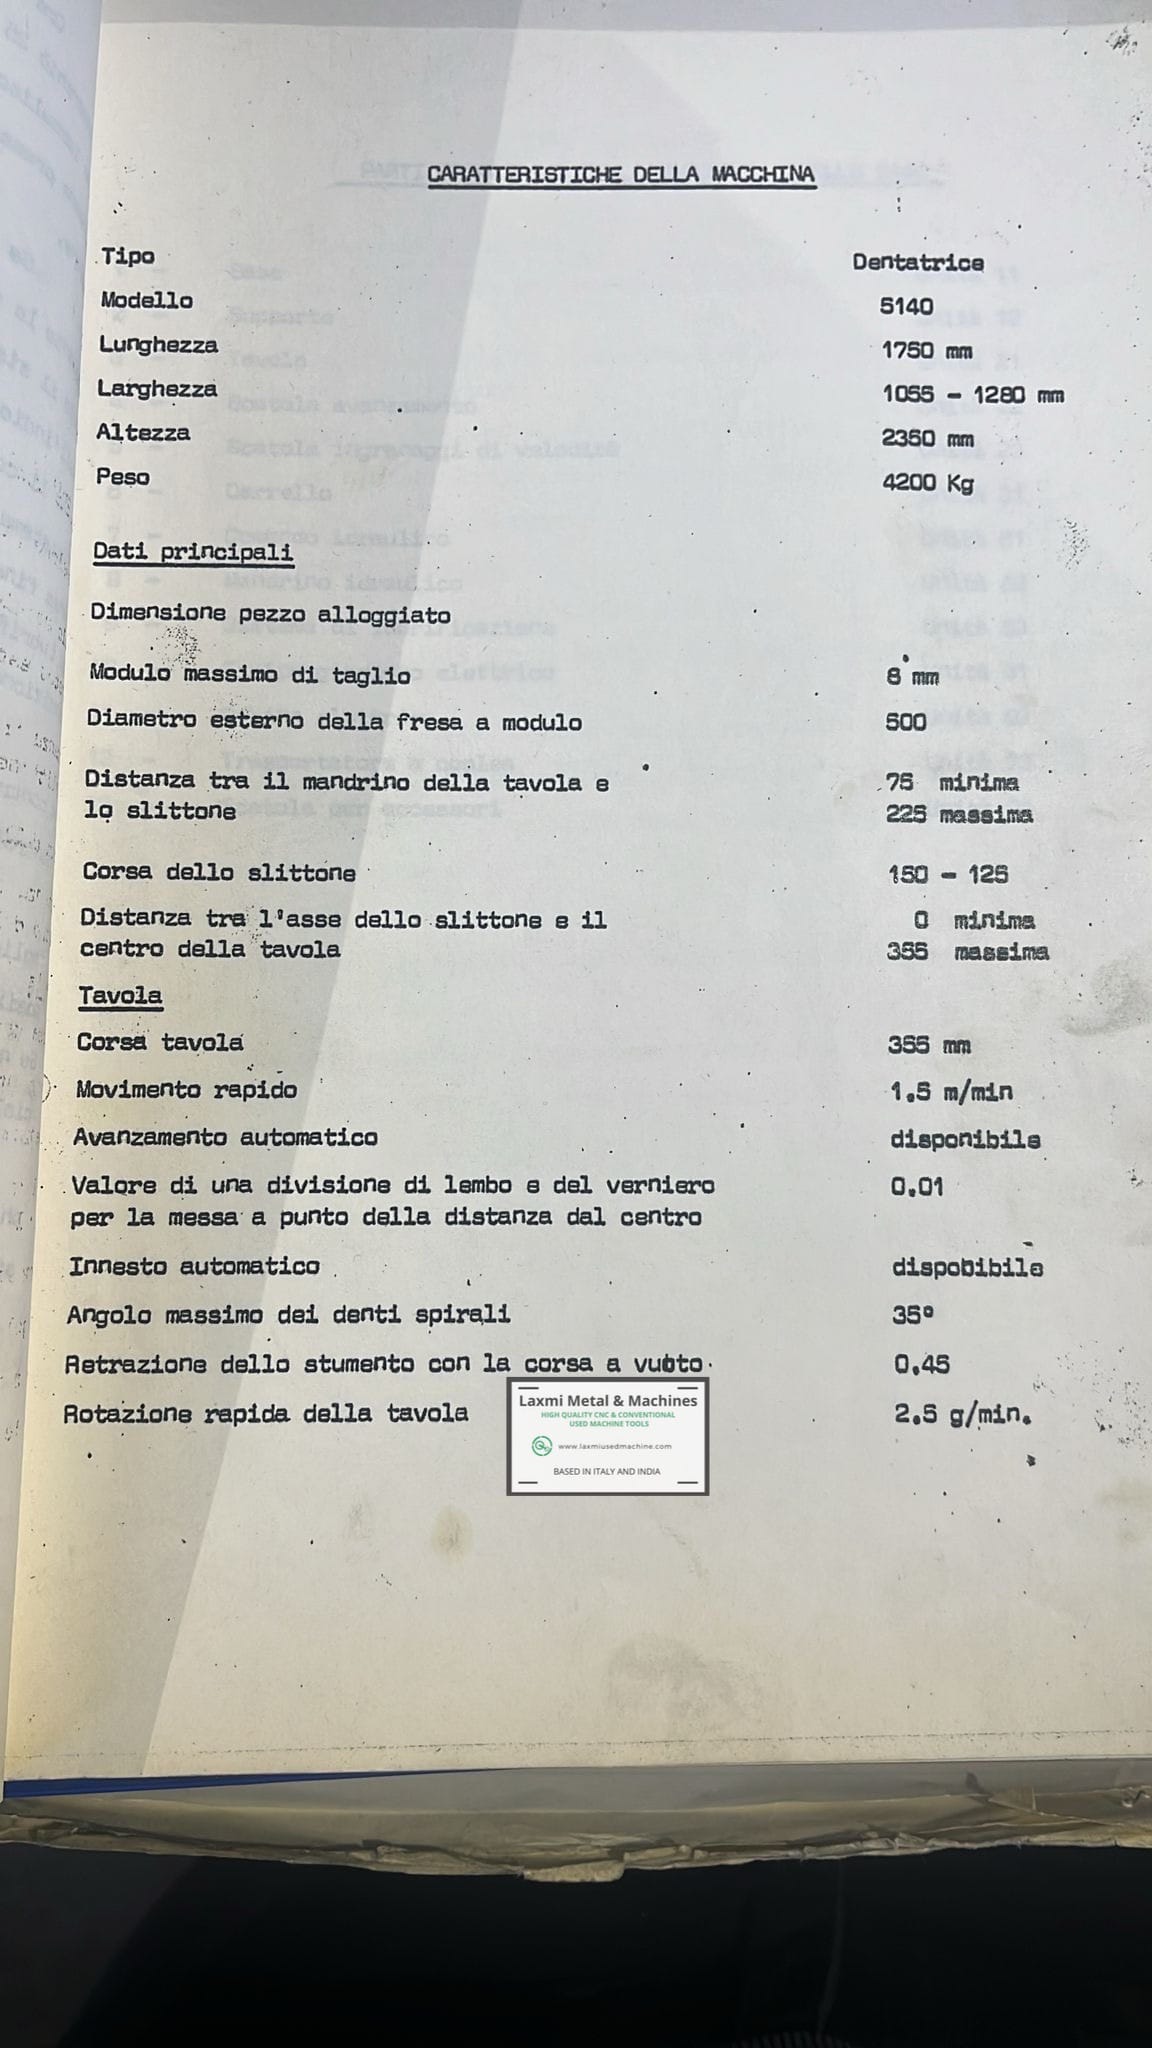 CARATTERISTICHE DELLA MACCHINA
Tipo Dentatrice
Modello 5140
Lunghezza 1750 mm
Larghezza 1055 - 1280 mm
Altezza 2350 mm
Peso 4200 Kg
Dati principali
Dimensione pezzo alloggiato
Modulo massimo di taglio 8 mm
Diametro esterno della fresa a modulo 500
Distanza tra il mandrino della tavola e 75 minima
lo slittone 225 massima
Corsa dello slittone 150 - 125
Distanza tra l'asse dello slittone e il 0 minima
centro della tavola 355 massima
Tavola
Corsa tavola 355 mm
Movimento rapido 1.5 m/min
Avanzamento automatico disponibile
Valore di una divisione di lembo e del verniero 0.01
per la messa a punto della distanza dal centro
Innesto automatico dispobibile
Angolo massimo dei denti spirali 35°
Retrazione dello stumento con la corsa a vuoto 0,45
Rotazione rapida della tavola 2.5 g/min.
Laxmi Metal & Machines
HIGH QUALITY CNC & CONVENTIONAL
USED MACHINE TOOLS
www.laxmiusedmachine.com
BASED IN ITALY AND INDIA